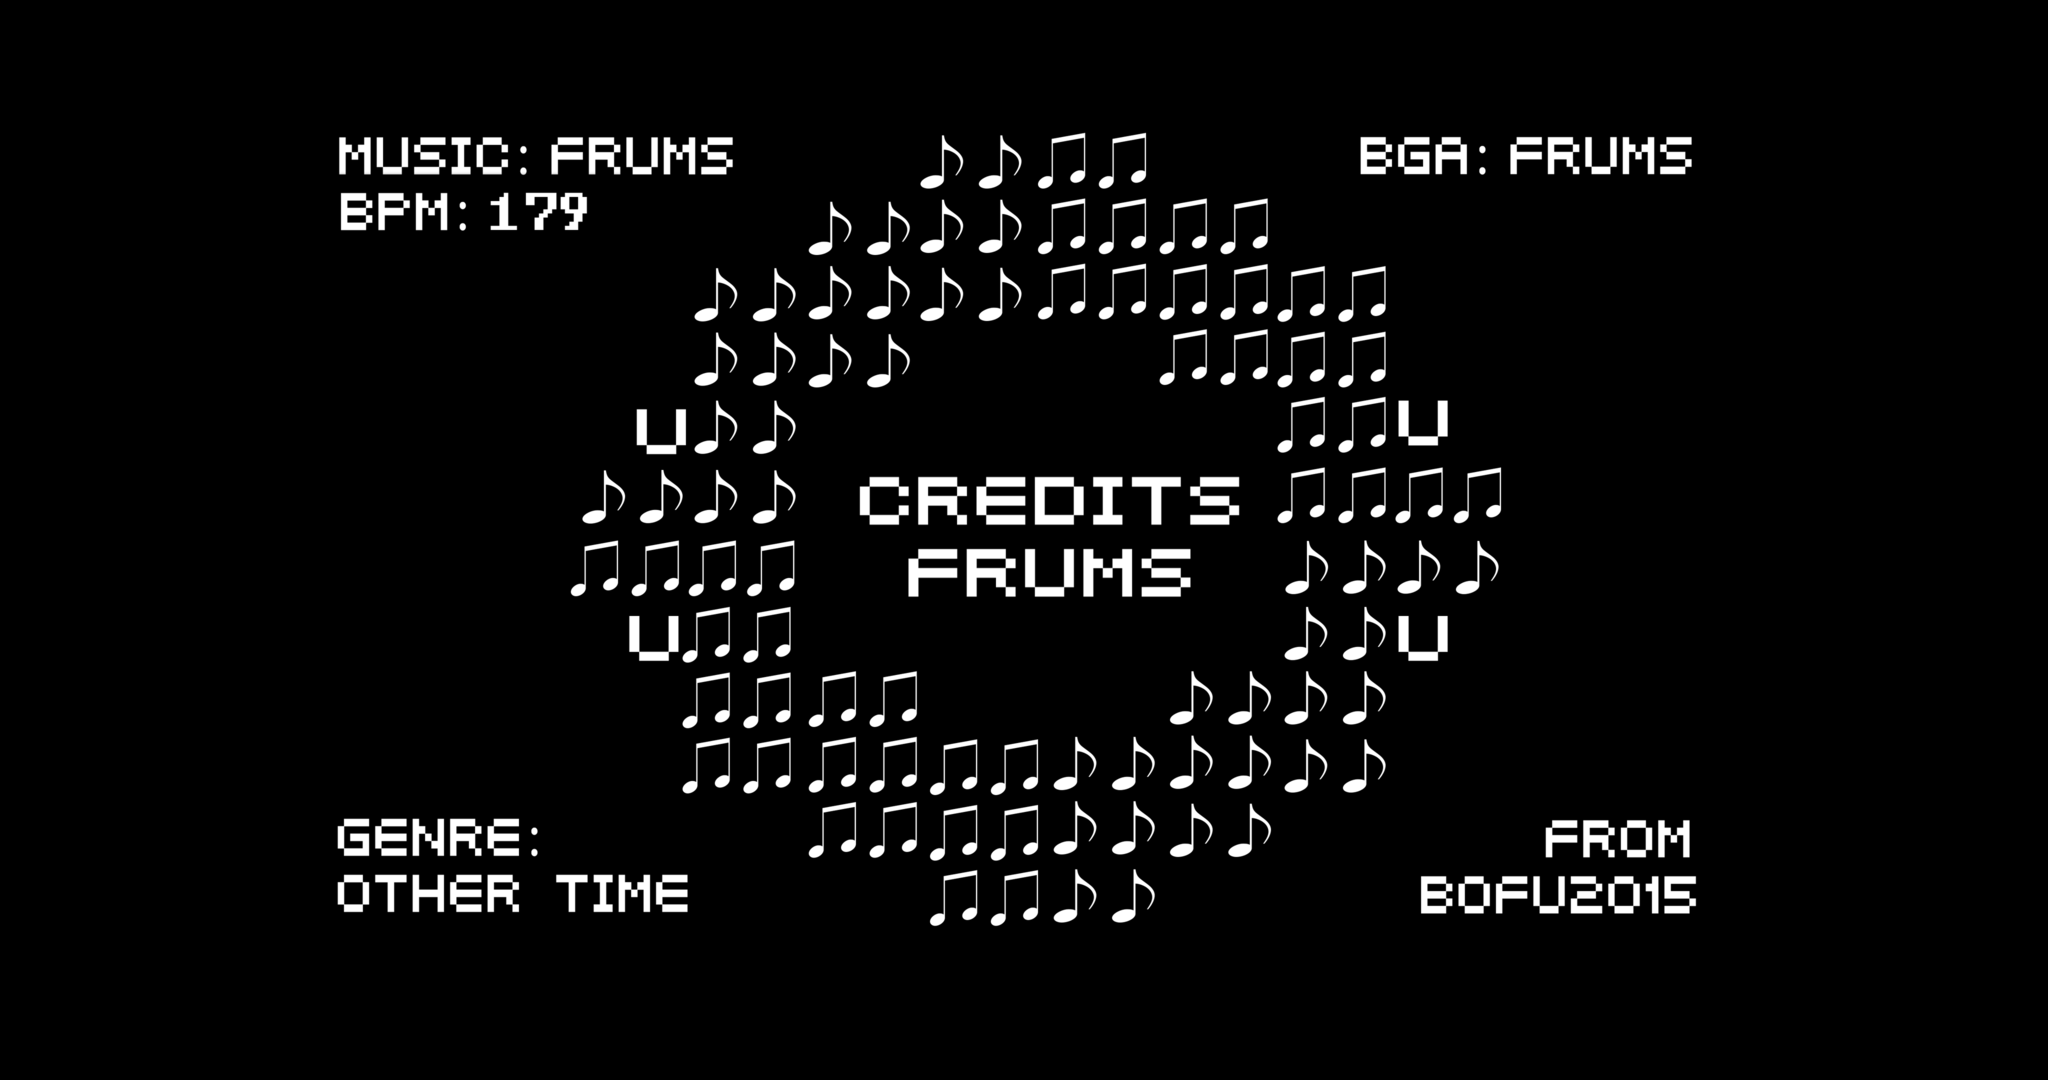 MUSIC: FRUMS
BPM: 179
BGA: FRUMS
♪♪♫♫
♪♪♪♪♫♫♫♫
♪♪♪♪♪♪♫♫♫♫♫♫
♪♪♪♪ ♫♫♫♫
U♪♪ ♫♫U
♪♪♪♪ ♫♫♫♫
CREDITS
FRUMS
♫♫♫♫ ♪♪♪♪
U♫♫ ♪♪U
♫♫♫♫ ♪♪♪♪
♫♫♫♫♫♫♪♪♪♪♪♪
♫♫♫♫♪♪♪♪
♫♫♪♪
GENRE:
OTHER TIME
FROM
BOFU2015